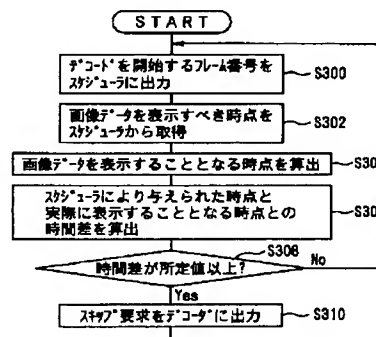 START
デコードを開始するフレーム番号を
スケジューラに出力
S300
画像データを表示すべき時点を
スケジューラから取得
S302
画像データを表示することとなる時点を算出
S30
スケジューラにより与えられた時点と
実際に表示することとなる時点との
時間差を算出
S30
S308
時間差が所定値以上?
No
Yes
スキップ要求をデコーダに出力
S310